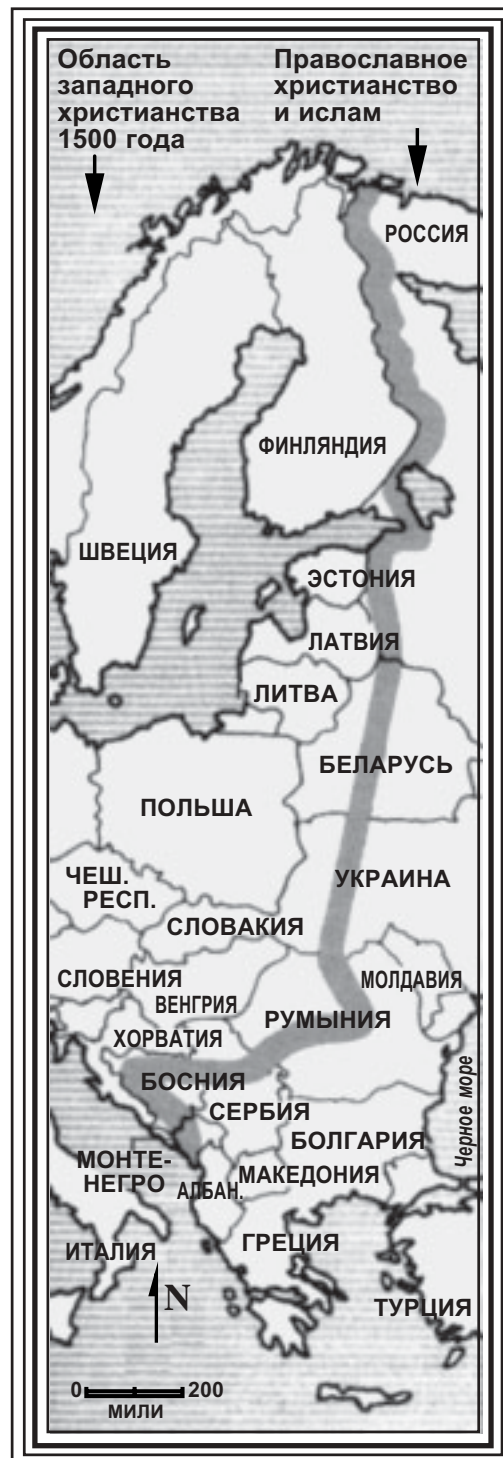 Область
западного
христианства
1500 года
Православное
христианство
и ислам
РОССИЯ
ФИНЛЯНДИЯ
ШВЕЦИЯ
ЭСТОНИЯ
ЛАТВИЯ
ЛИТВА
БЕЛАРУСЬ
ПОЛЬША
УКРАИНА
ЧЕШ.
РЕСП.
СЛОВАКИЯ
СЛОВЕНИЯ
МОЛДАВИЯ
ВЕНГРИЯ
РУМЫНИЯ
ХОРВАТИЯ
БОСНИЯ
СЕРБИЯ
Черное море
БОЛГАРИЯ
МОНТЕ-
НЕГРО
МАКЕДОНИЯ
АЛБАН.
ГРЕЦИЯ
ИТАЛИЯ
N
ТУРЦИЯ
0 200
МИЛИ